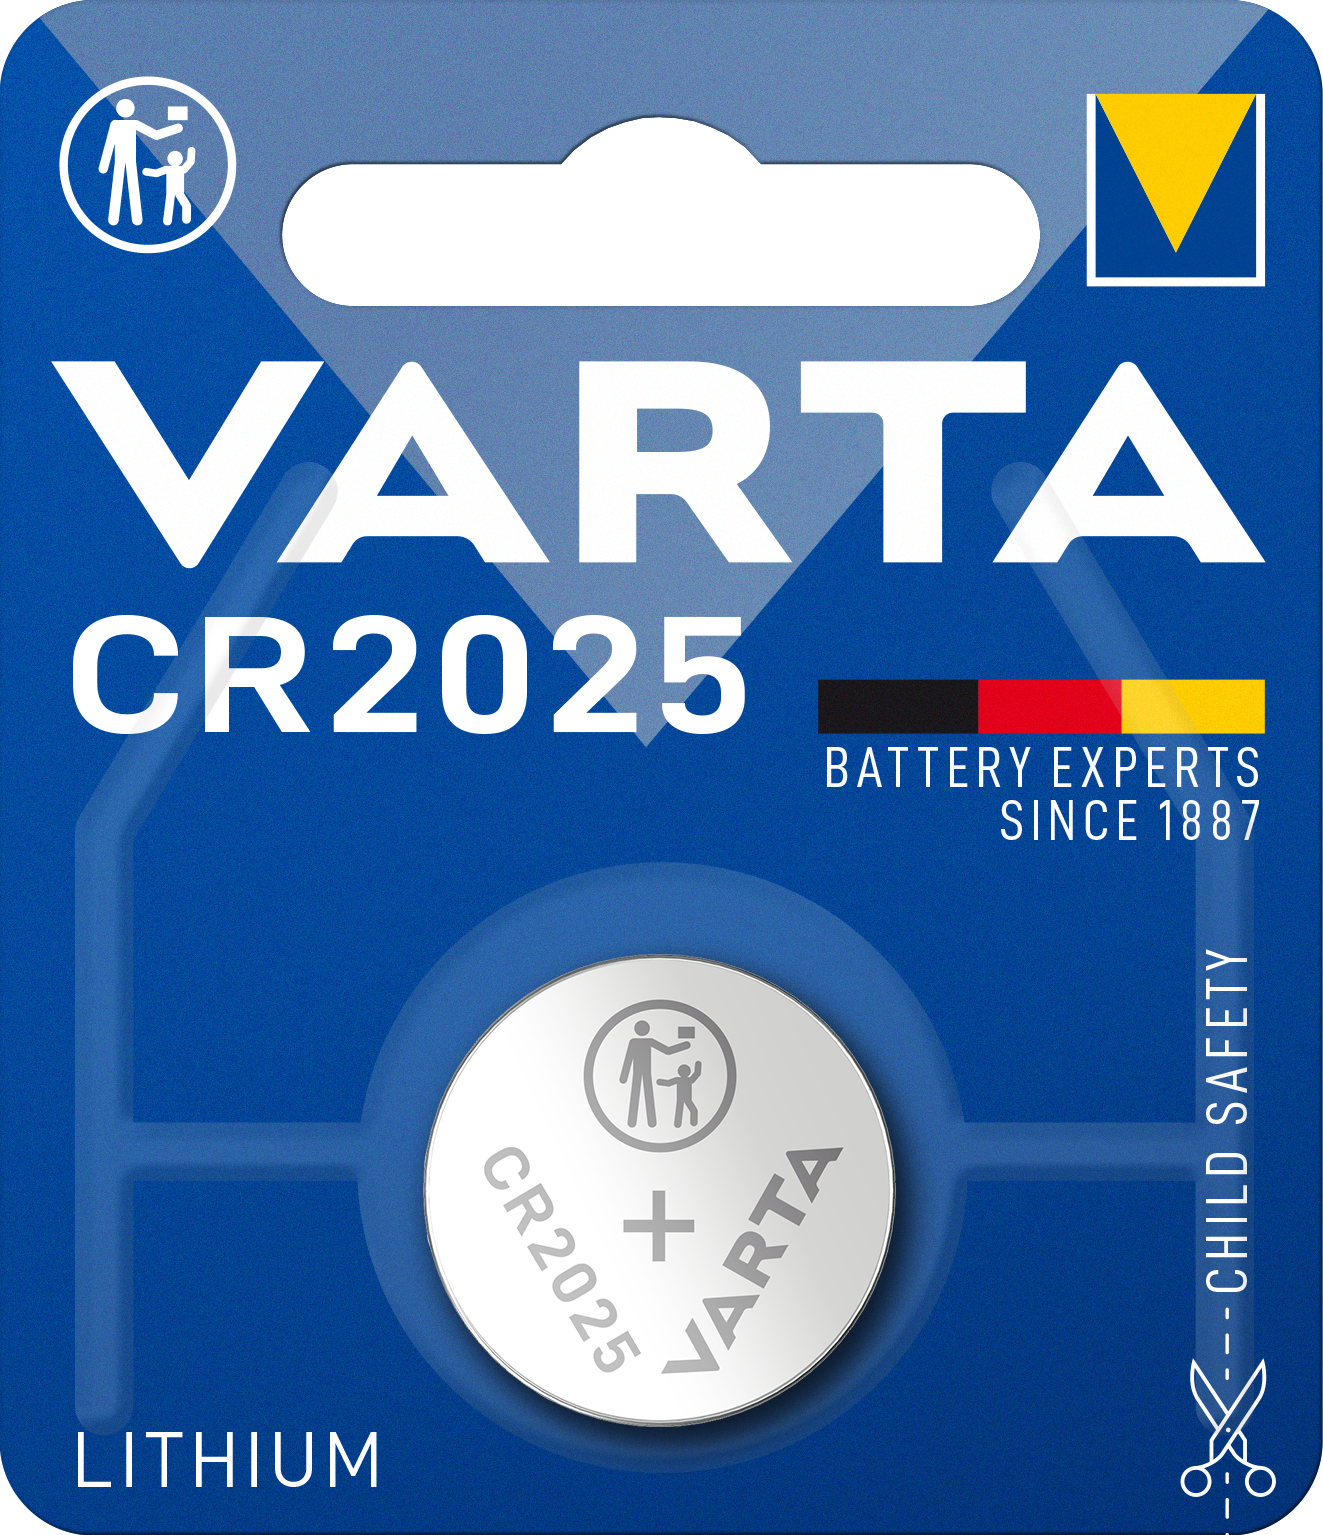 VARTA
CR2025
BATTERY EXPERTS
SINCE 1887
CHILD SAFETY
CR2025
+
VARTA
LITHIUM